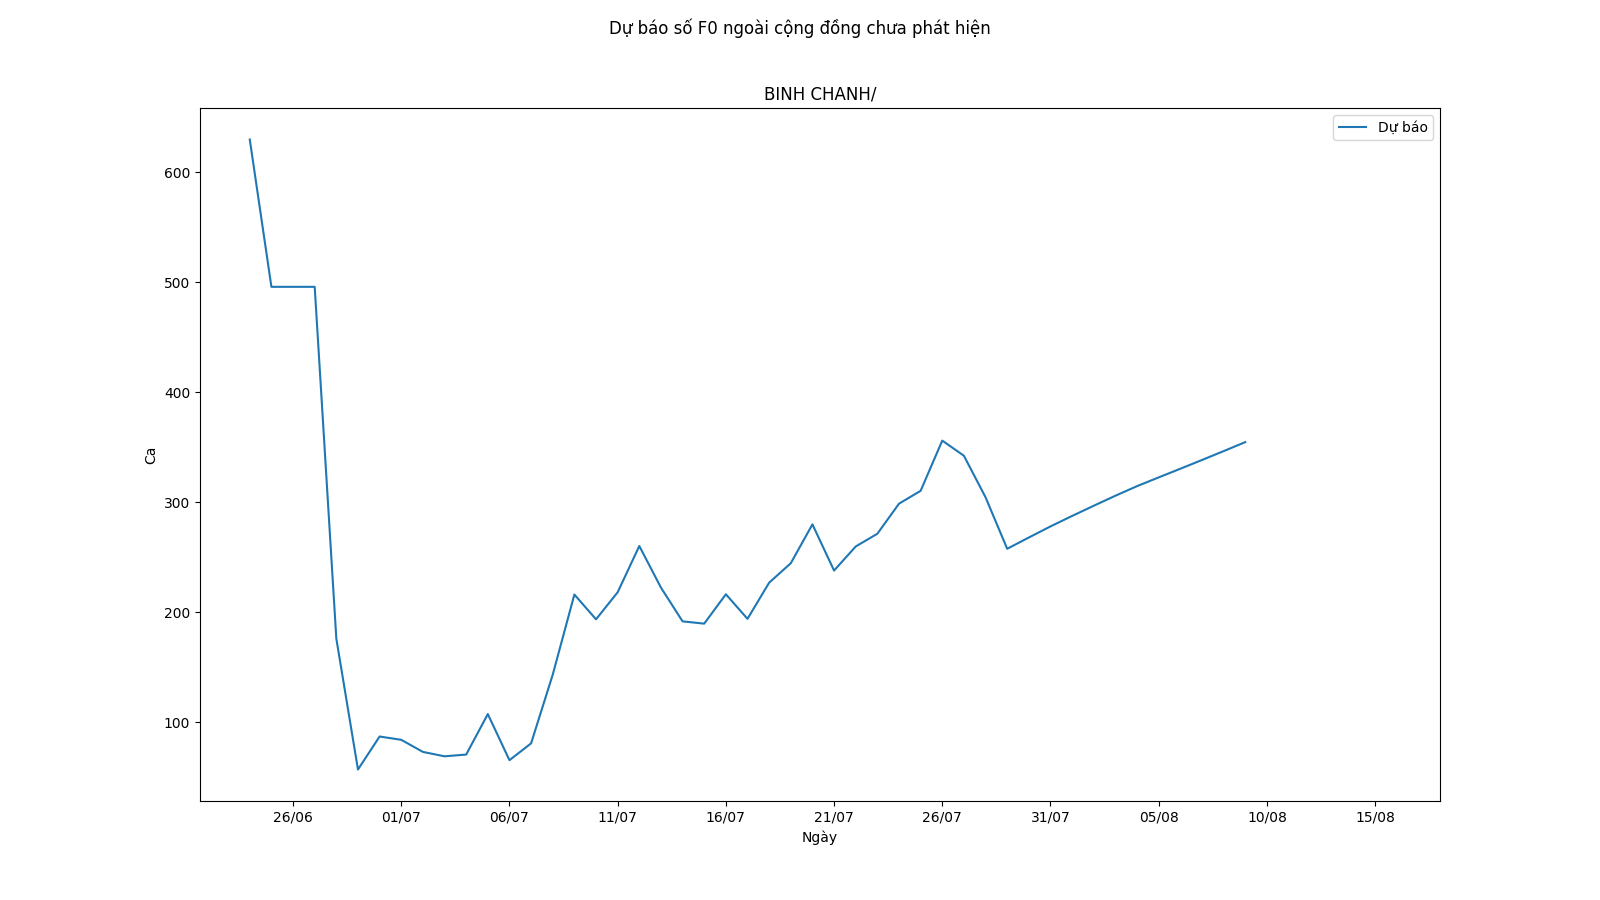 Dự báo số F0 ngoài cộng đồng chưa phát hiện
BINH CHANH/
Dự báo
600
500
400
300
200
100
Ca
26/06 01/07 06/07 11/07 16/07 21/07 26/07 31/07 05/08 10/08 15/08
Ngày